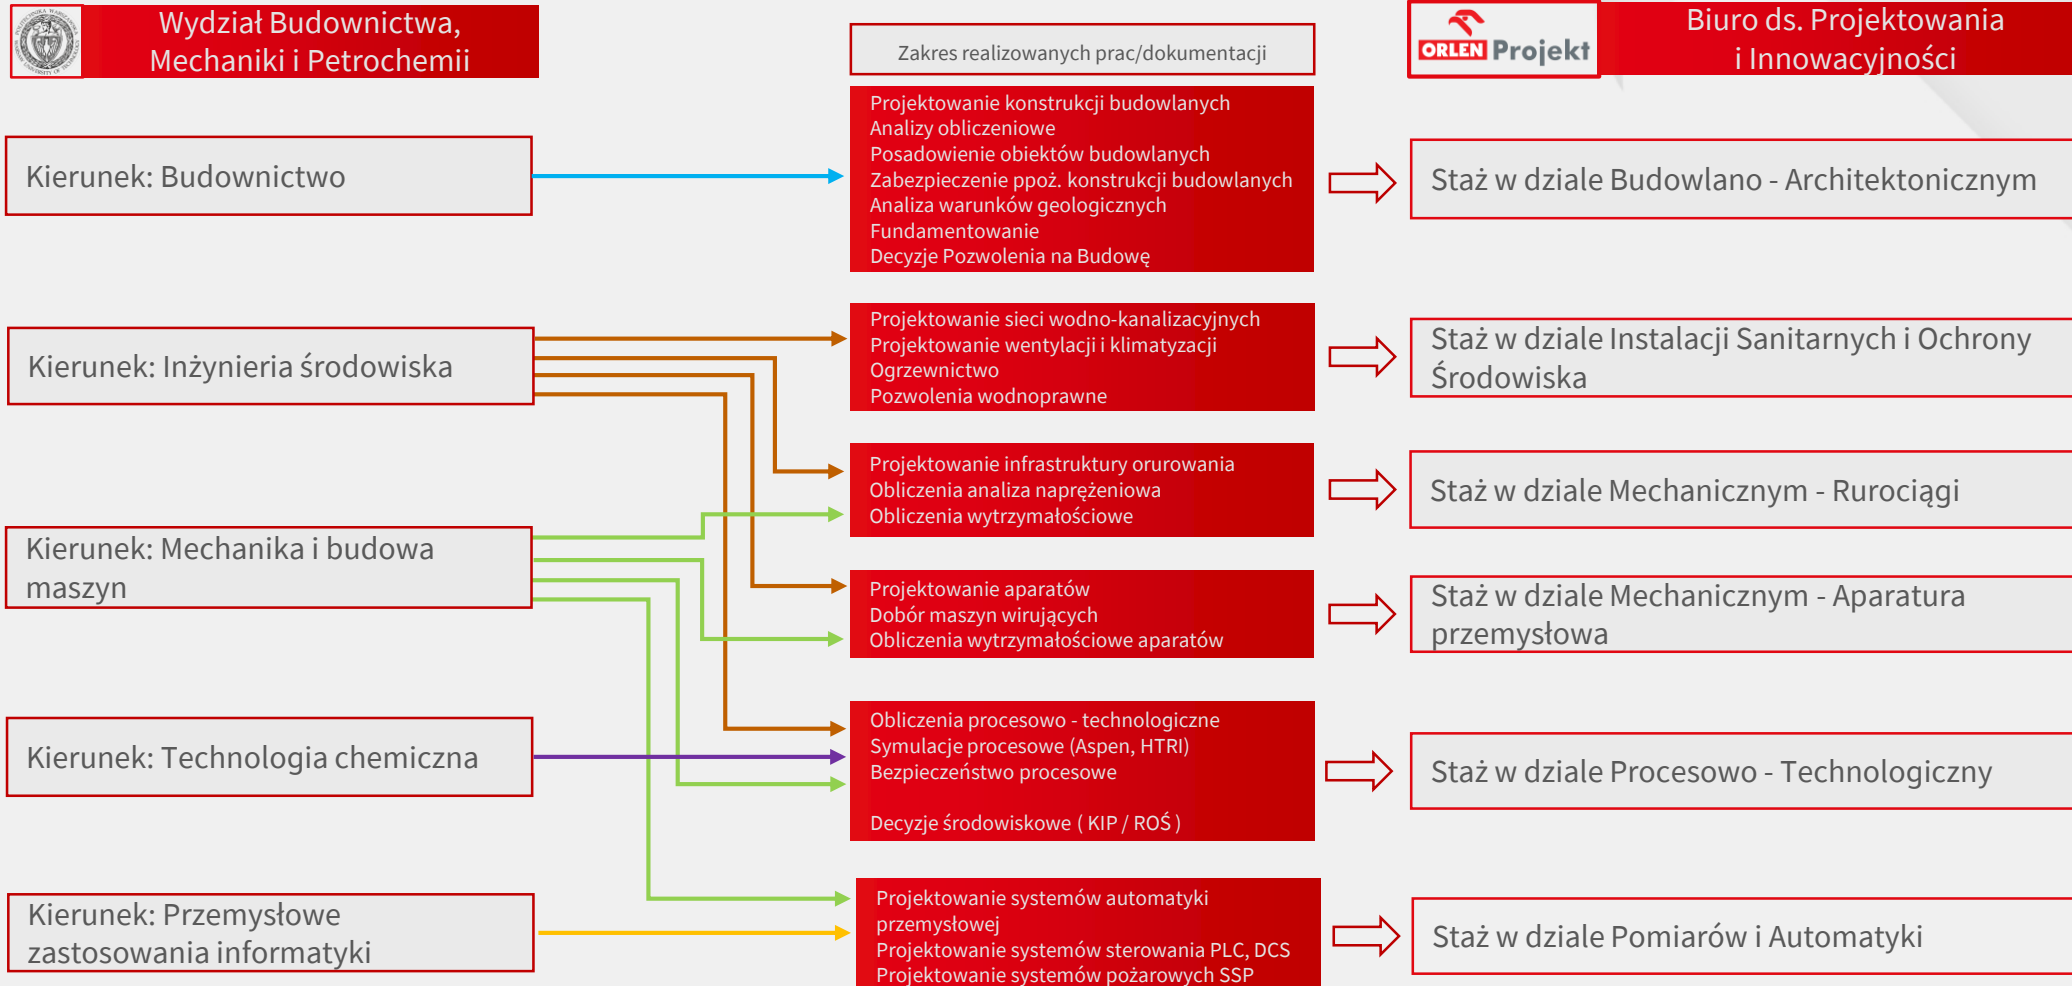 Wydział Budownictwa,
Mechaniki i Petrochemii
Zakres realizowanych prac/dokumentacji
ORLEN Projekt
Biuro ds. Projektowania
i Innowacyjności
Kierunek: Budownictwo
Projektowanie konstrukcji budowlanych
Analizy obliczeniowe
Posadowienie obiektów budowlanych
Zabezpieczenie ppoż. konstrukcji budowlanych
Analiza warunków geologicznych
Fundamentowanie
Decyzje Pozwolenia na Budowę
Staż w dziale Budowlano - Architektonicznym
Kierunek: Inżynieria środowiska
Projektowanie sieci wodno-kanalizacyjnych
Projektowanie wentylacji i klimatyzacji
Ogrzewnictwo
Pozwolenia wodnoprawne
Staż w dziale Instalacji Sanitarnych i Ochrony
Środowiska
Projektowanie infrastruktury orurowania
Obliczenia analiza naprężeniowa
Obliczenia wytrzymałościowe
Staż w dziale Mechanicznym - Rurociągi
Kierunek: Mechanika i budowa
maszyn
Projektowanie aparatów
Dobór maszyn wirujących
Obliczenia wytrzymałościowe aparatów
Staż w dziale Mechanicznym - Aparatura
przemysłowa
Kierunek: Technologia chemiczna
Obliczenia procesowo - technologiczne
Symulacje procesowe (Aspen, HTRI)
Bezpieczeństwo procesowe
Decyzje środowiskowe ( KIP / ROŚ )
Staż w dziale Procesowo - Technologiczny
Kierunek: Przemysłowe
zastosowania informatyki
Projektowanie systemów automatyki
przemysłowej
Projektowanie systemów sterowania PLC, DCS
Projektowanie systemów pożarowych SSP
Staż w dziale Pomiarów i Automatyki